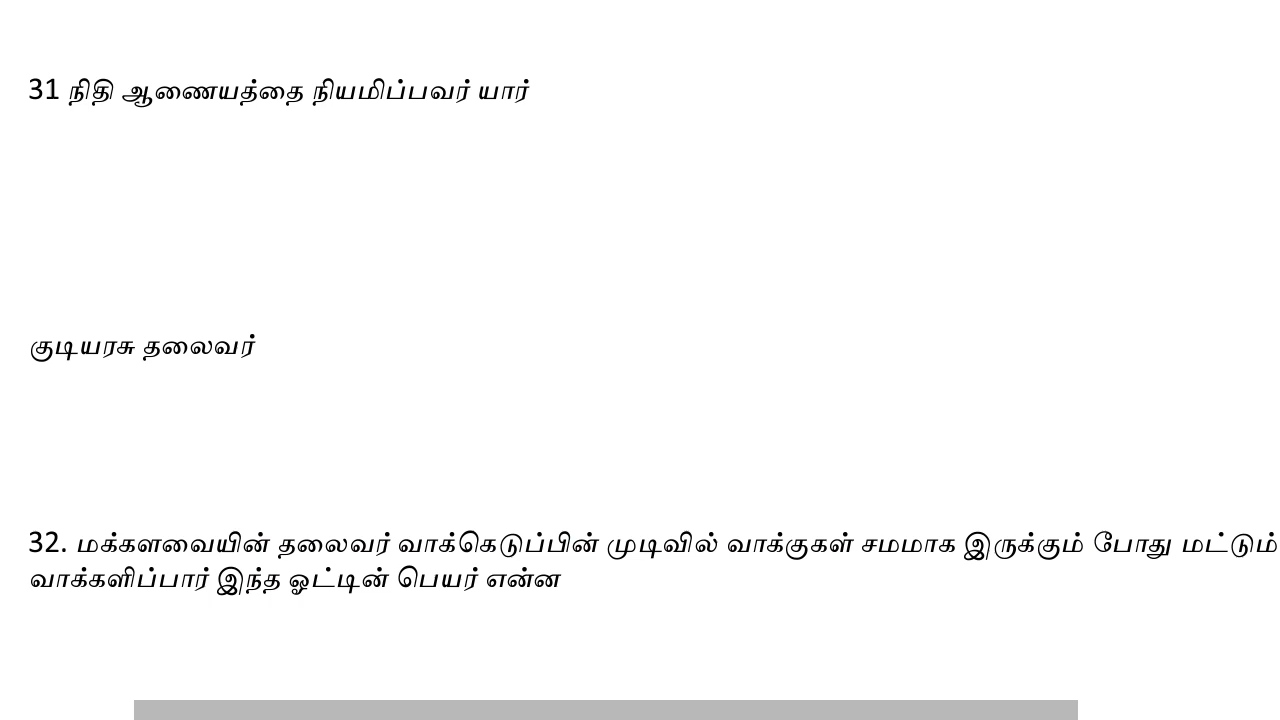 31 நிதி ஆணையத்தை நியமிப்பவர் யார்
குடியரசு தலைவர்
32. மக்களவையின் தலைவர் வாக்கெடுப்பின் முடிவில் வாக்குகள் சமமாக இருக்கும் போது மட்டும்
வாக்களிப்பார் இந்த ஓட்டின் பெயர் என்ன